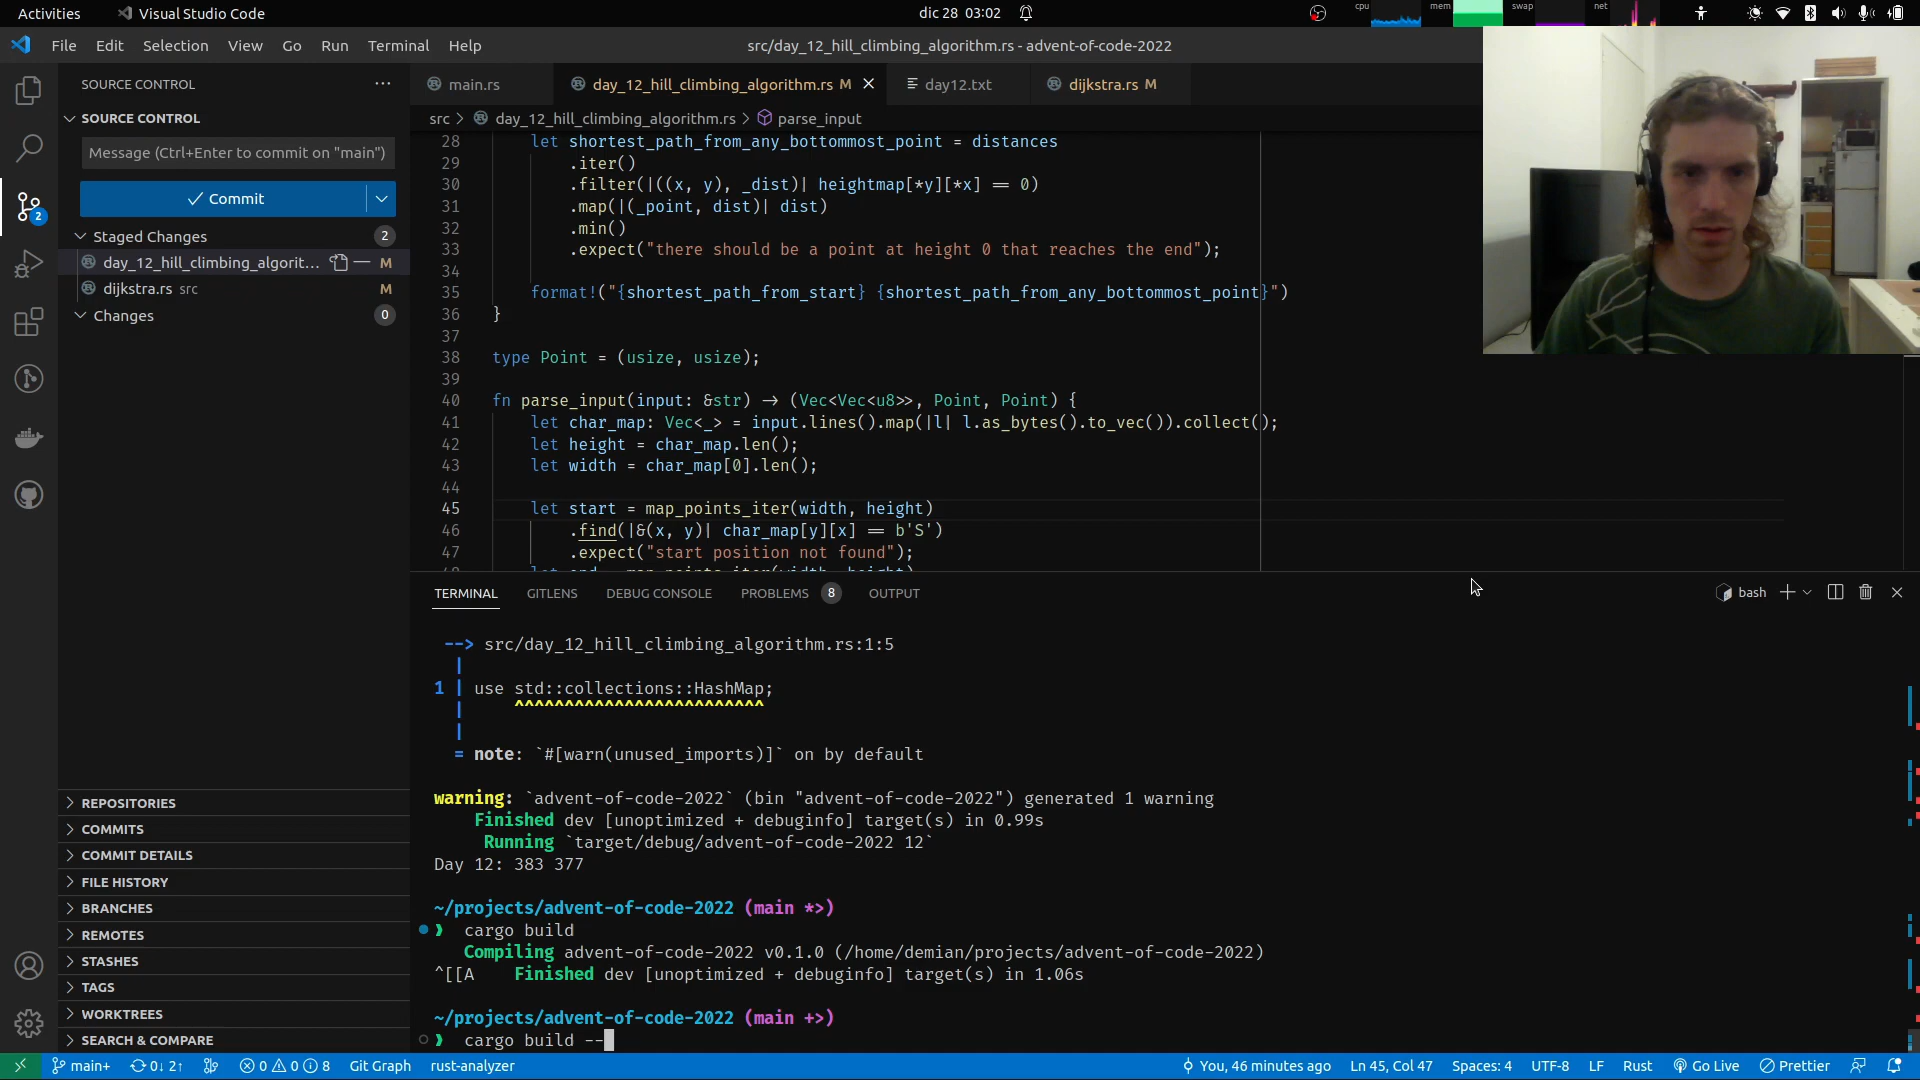 Activities
Visual Studio Code
dic 28 03:02
cpu
mem
swap
net
File Edit Selection View Go Run Terminal Help
src/day_12_hill_climbing_algorithm.rs - advent-of-code-2022
SOURCE CONTROL
main.rs
day_12_hill_climbing_algorithm.rs M
day12.txt
dijkstra.rs M
SOURCE CONTROL
Message (Ctrl+Enter to commit on "main")
Commit
Staged Changes 2
day_12_hill_climbing_algorit... M
dijkstra.rs src M
Changes 0
2
REPOSITORIES
COMMITS
COMMIT DETAILS
FILE HISTORY
BRANCHES
REMOTES
STASHES
TAGS
WORKTREES
SEARCH & COMPARE
src > day_12_hill_climbing_algorithm.rs > parse_input
28 let shortest_path_from_any_bottommost_point = distances
29 .iter()
30 .filter(|((x, y), _dist)| heightmap[*y][*x] == 0)
31 .map(|(_point, dist)| dist)
32 .min()
33 .expect("there should be a point at height 0 that reaches the end");
34
35 format!("{shortest_path_from_start} {shortest_path_from_any_bottommost_point}")
36 }
37
38 type Point = (usize, usize);
39
40 fn parse_input(input: &str) -> (Vec<Vec<u8>>, Point, Point) {
41 let char_map: Vec<_> = input.lines().map(|l| l.as_bytes().to_vec()).collect();
42 let height = char_map.len();
43 let width = char_map[0].len();
44
45 let start = map_points_iter(width, height)
46 .find(|&(x, y)| char_map[y][x] == b'S')
47 .expect("start position not found");
48 let end = map_points_iter(width, height)
TERMINAL GITLENS DEBUG CONSOLE PROBLEMS 8 OUTPUT
bash
--> src/day_12_hill_climbing_algorithm.rs:1:5
|
1 | use std::collections::HashMap;
| ^^^^^^^^^^^^^^^^^^^^^^^^^
|
= note: `#[warn(unused_imports)]` on by default
warning: `advent-of-code-2022` (bin "advent-of-code-2022") generated 1 warning
Finished dev [unoptimized + debuginfo] target(s) in 0.99s
Running `target/debug/advent-of-code-2022 12`
Day 12: 383 377
~/projects/advent-of-code-2022 (main *>)
❱ cargo build
Compiling advent-of-code-2022 v0.1.0 (/home/demian/projects/advent-of-code-2022)
^[[A Finished dev [unoptimized + debuginfo] target(s) in 1.06s
~/projects/advent-of-code-2022 (main +>)
❱ cargo build --
main+ 0↓ 2↑ 0 0 8 Git Graph rust-analyzer
You, 46 minutes ago Ln 45, Col 47 Spaces: 4 UTF-8 LF Rust Go Live Prettier